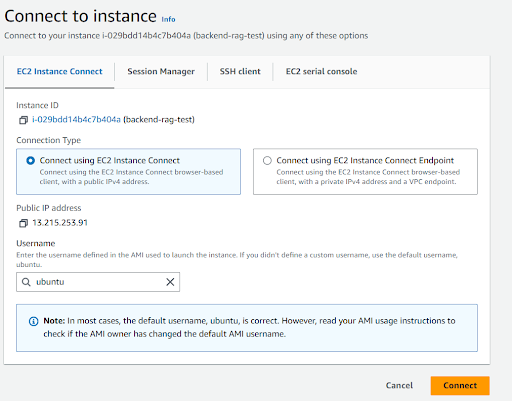 Connect to instance Info
Connect to your instance i-029bdd14b4c7b404a (backend-rag-test) using any of these options
EC2 Instance Connect Session Manager SSH client EC2 serial console
Instance ID
i-029bdd14b4c7b404a (backend-rag-test)
Connection Type
Connect using EC2 Instance Connect
Connect using the EC2 Instance Connect browser-based
client, with a public IPv4 address.
Connect using EC2 Instance Connect Endpoint
Connect using the EC2 Instance Connect browser-based
client, with a private IPv4 address and a VPC endpoint.
Public IP address
13.215.253.91
Username
Enter the username defined in the AMI used to launch the instance. If you didn't define a custom username, use the default username,
ubuntu.
ubuntu
Note: In most cases, the default username, ubuntu, is correct. However, read your AMI usage instructions to
check if the AMI owner has changed the default AMI username.
Cancel Connect